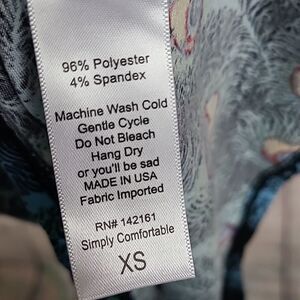 96% Polyester
4% Spandex
Machine Wash Cold
Gentle Cycle
Do Not Bleach
Hang Dry
or you'll be sad
MADE IN USA
Fabric Imported
RN# 142161
Simply Comfortable
XS